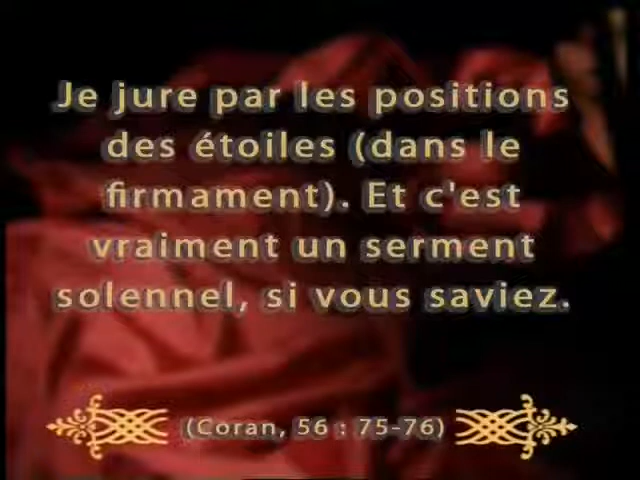 Je jure par les positions
des étoiles (dans le
firmament). Et c'est
vraiment un serment
solennel, si vous saviez.
(Coran, 56 : 75-76)